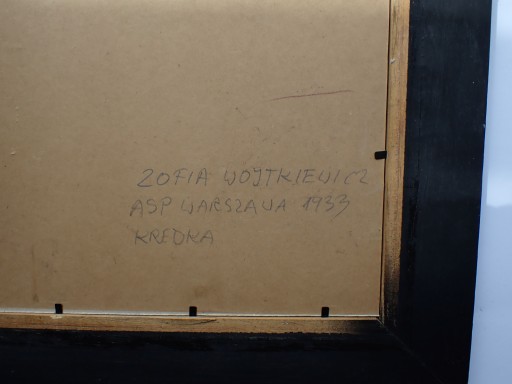 ZOFIA WOJTKIEWICZ
ASP WARSZAWA 1933
KREDKA